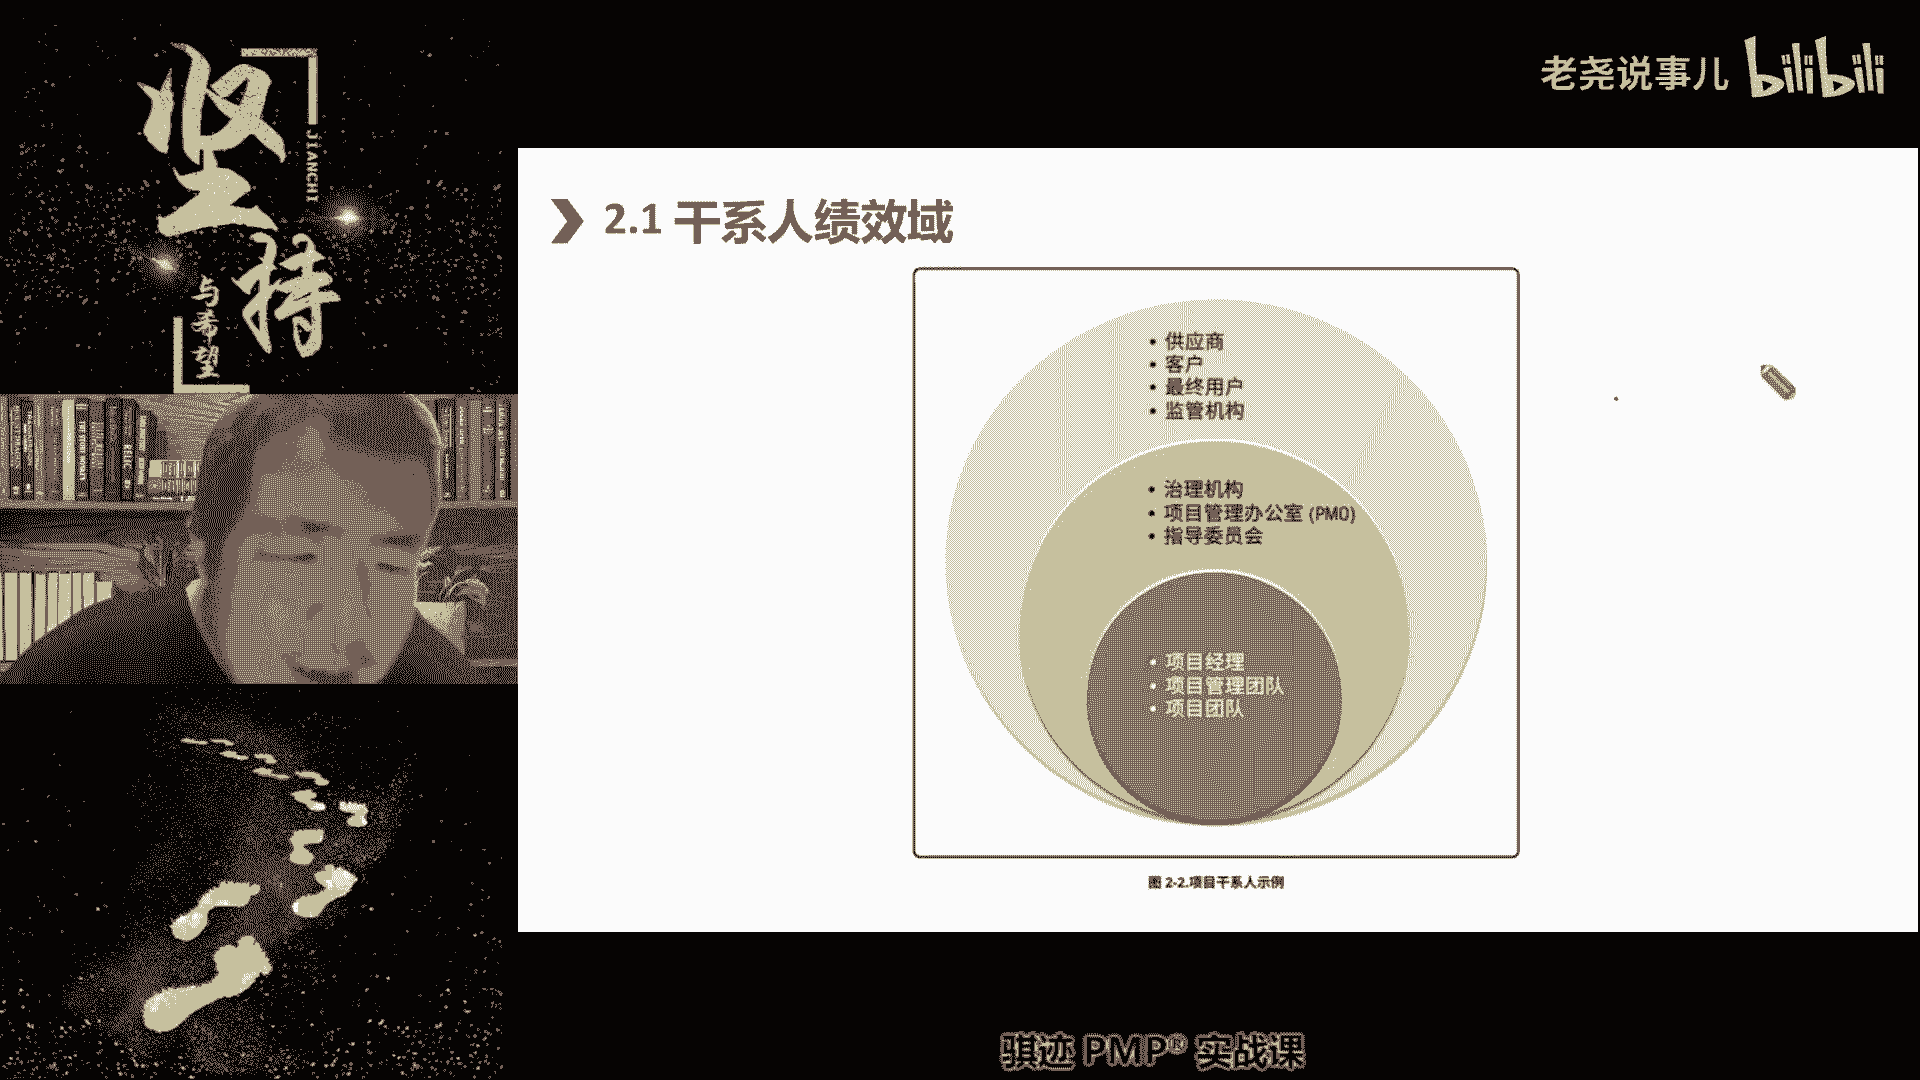 坚持
JIANCHI
与希望
老尧说事儿 bilibili
2.1 干系人绩效域
• 供应商
• 客户
• 最终用户
• 监管机构
• 治理机构
• 项目管理办公室 (PMO)
• 指导委员会
• 项目经理
• 项目管理团队
• 项目团队
图 2-2.项目干系人示例
骐迹 PMP® 实战课